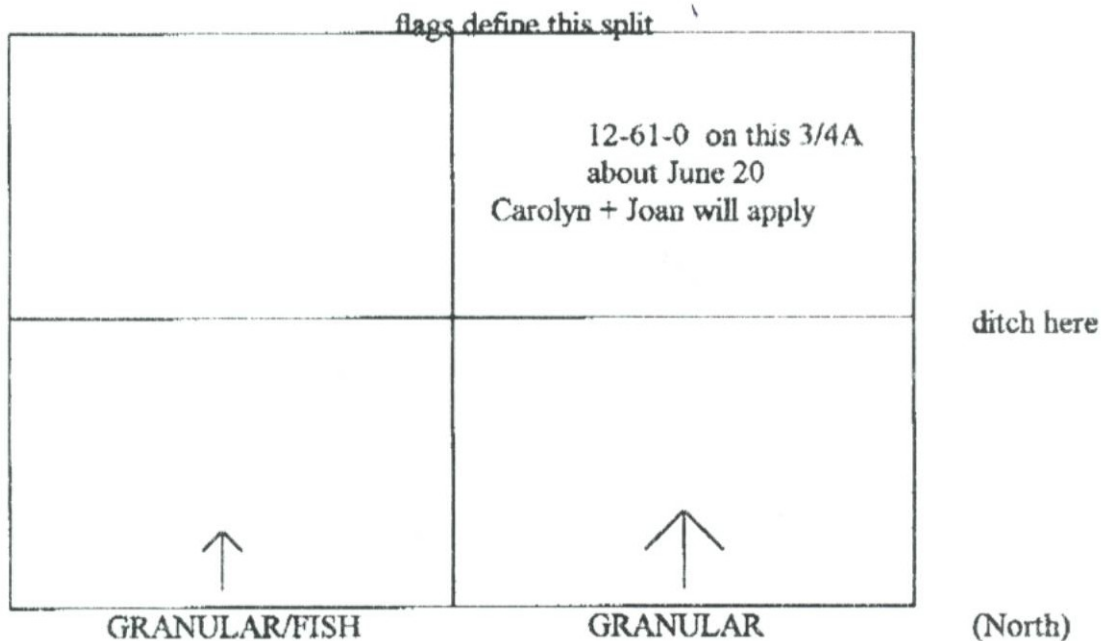 flags define this split
12-61-0 on this 3/4A
about June 20
Carolyn + Joan will apply
ditch here
GRANULAR/FISH
GRANULAR
(North)